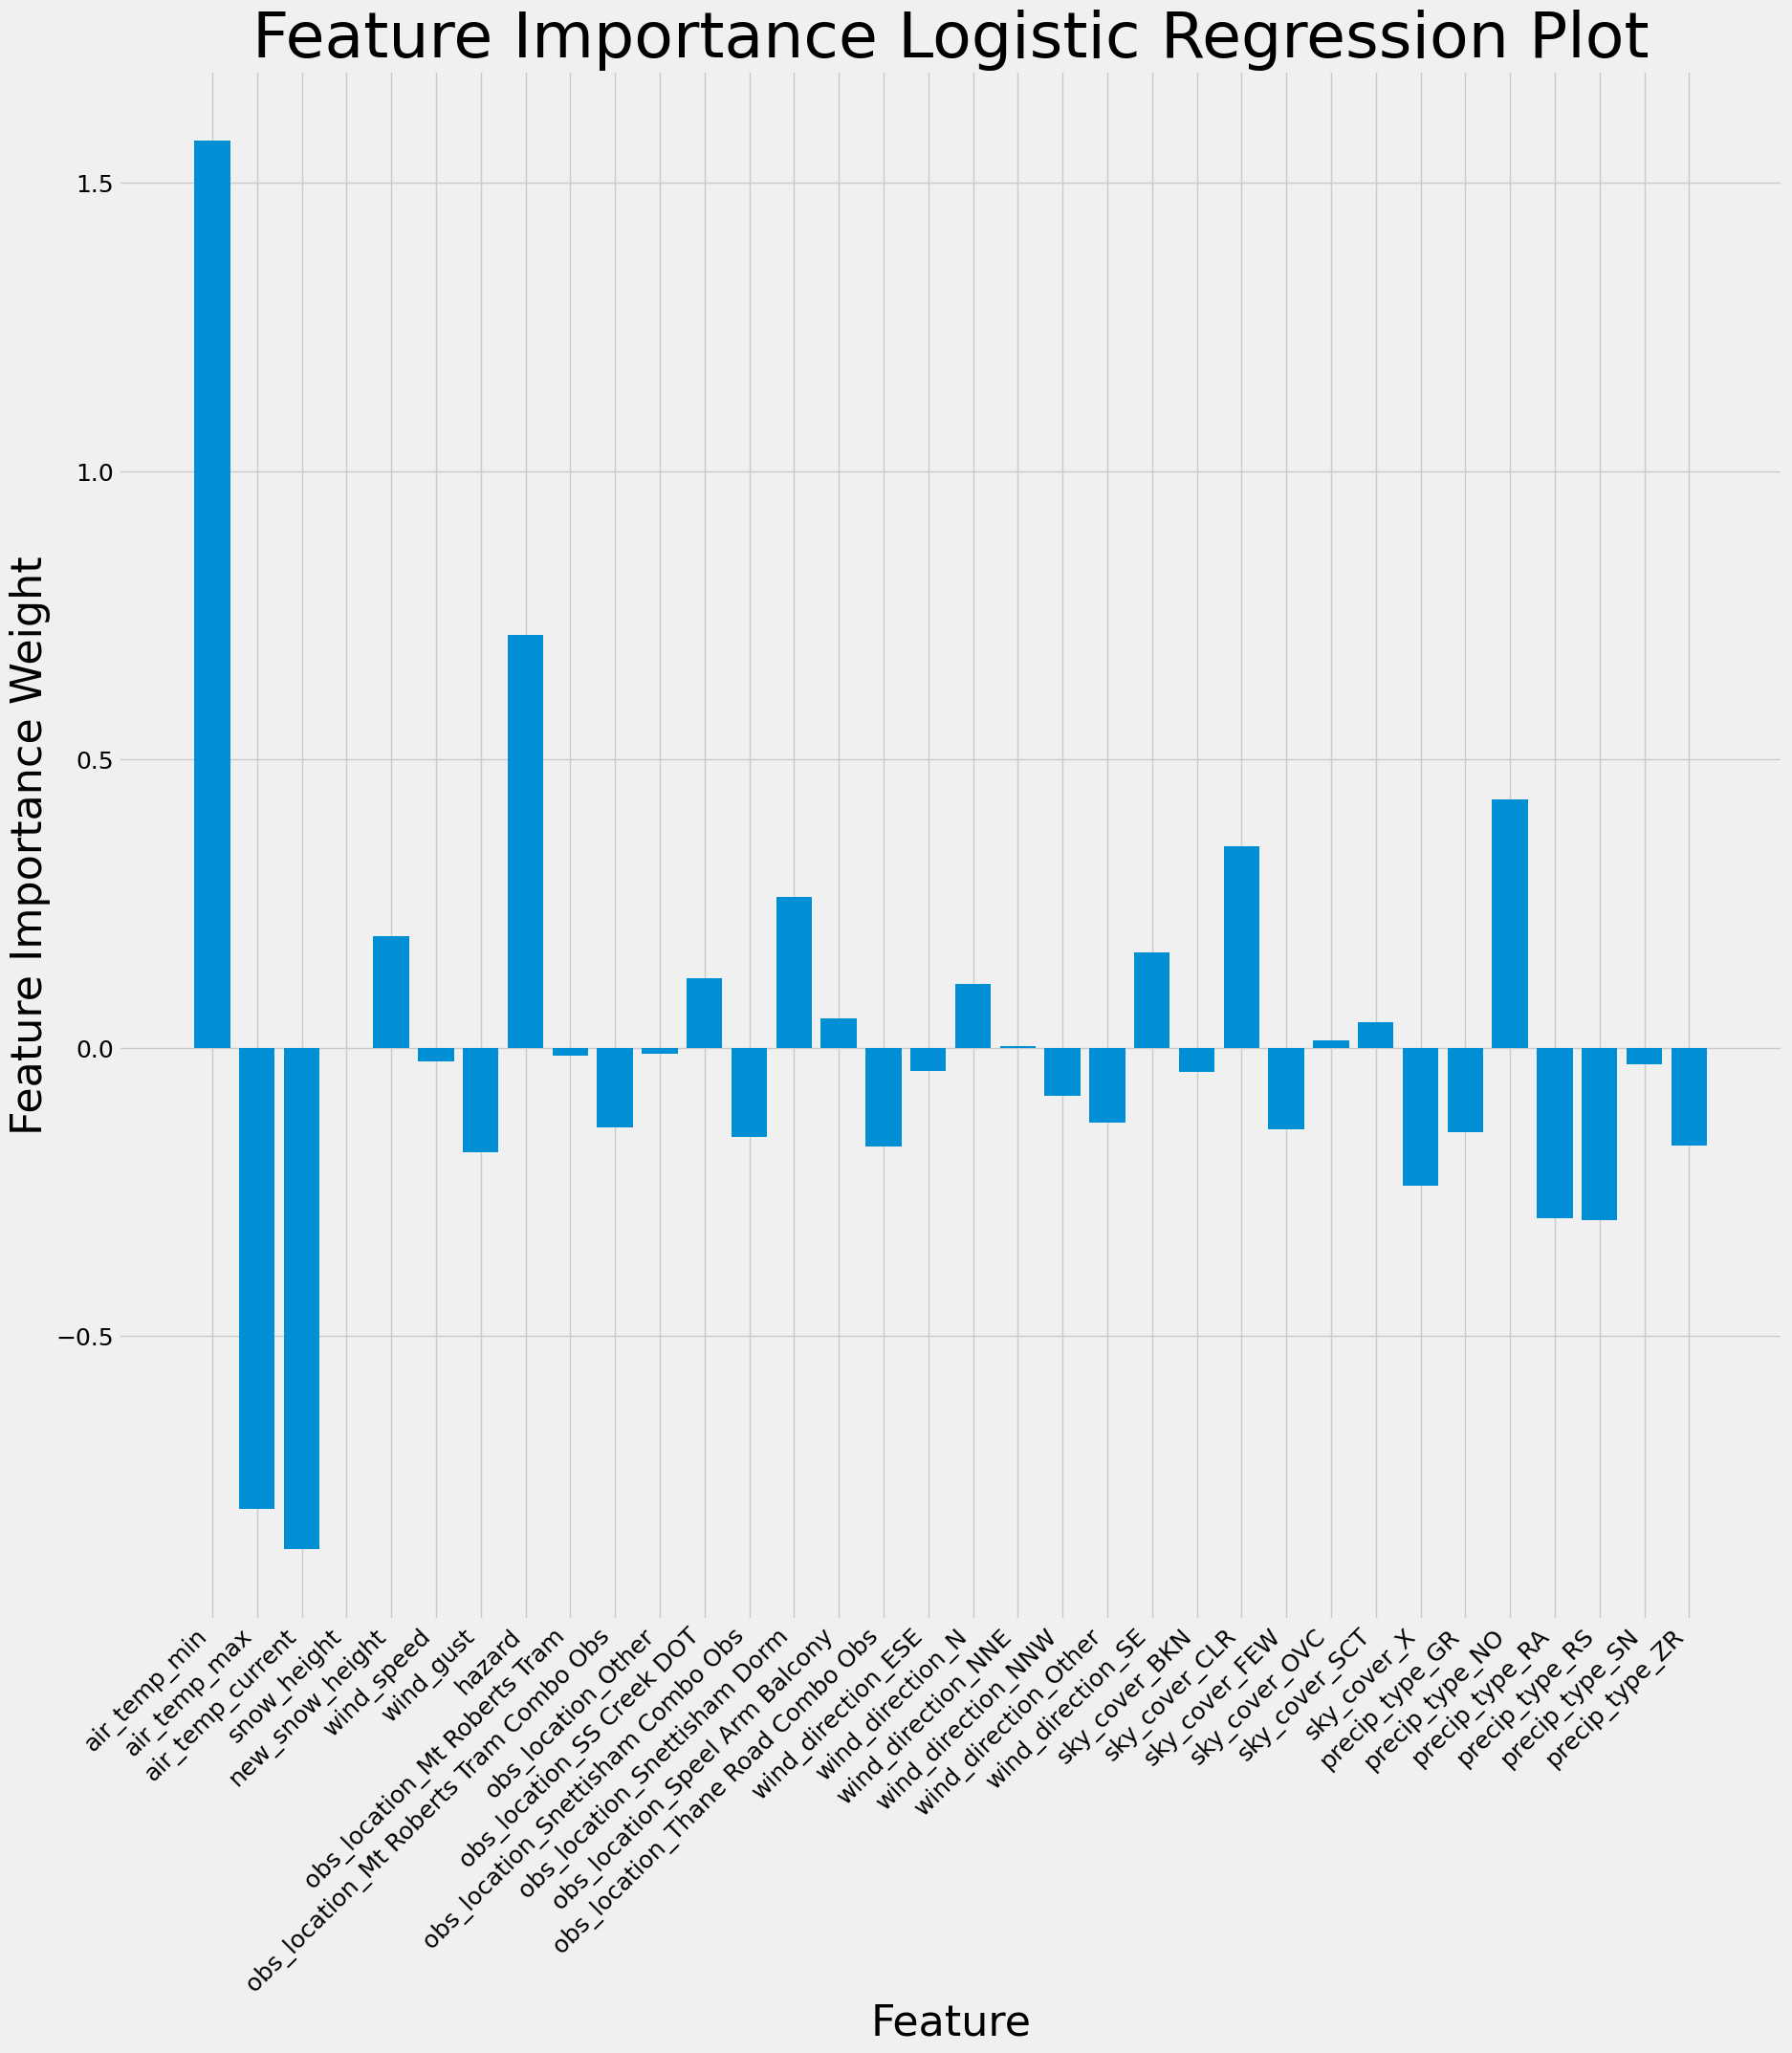 Feature Importance Logistic Regression Plot
Feature Importance Weight
1.5
1.0
0.5
0.0
−0.5
air_temp_min
air_temp_max
air_temp_current
snow_height
new_snow_height
wind_speed
wind_gust
hazard
obs_location_Mt Roberts Tram
obs_location_Mt Roberts Tram Combo Obs
obs_location_Other
obs_location_SS Creek DOT
obs_location_Snettisham Combo Obs
obs_location_Snettisham Dorm
obs_location_Speel Arm Balcony
obs_location_Thane Road Combo Obs
wind_direction_ESE
wind_direction_N
wind_direction_NNE
wind_direction_NNW
wind_direction_Other
wind_direction_SE
sky_cover_BKN
sky_cover_CLR
sky_cover_FEW
sky_cover_OVC
sky_cover_SCT
sky_cover_X
precip_type_GR
precip_type_NO
precip_type_RA
precip_type_RS
precip_type_SN
precip_type_ZR
Feature